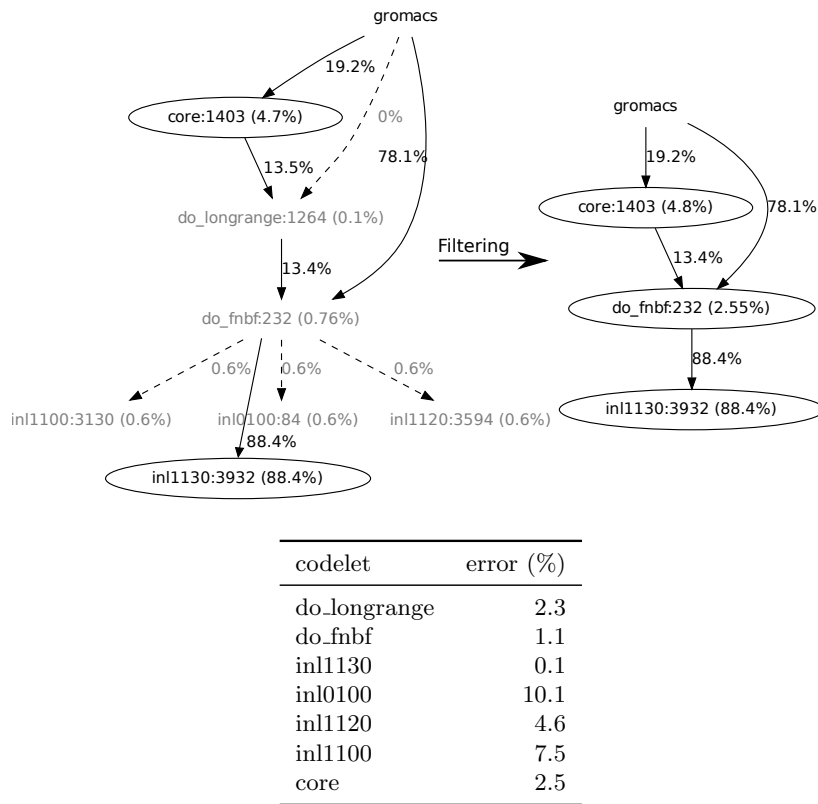 gromacs
19.2%
core:1403 (4.7%)
0%
13.5%
78.1%
do_longrange:1264 (0.1%)
13.4%
do_fnbf:232 (0.76%)
0.6%
0.6%
0.6%
inl1100:3130 (0.6%)
inl0100:84 (0.6%)
inl1120:3594 (0.6%)
88.4%
inl1130:3932 (88.4%)
Filtering
gromacs
19.2%
core:1403 (4.8%)
78.1%
13.4%
do_fnbf:232 (2.55%)
88.4%
inl1130:3932 (88.4%)
codelet error (%)
do_longrange 2.3
do_fnbf 1.1
inl1130 0.1
inl0100 10.1
inl1120 4.6
inl1100 7.5
core 2.5